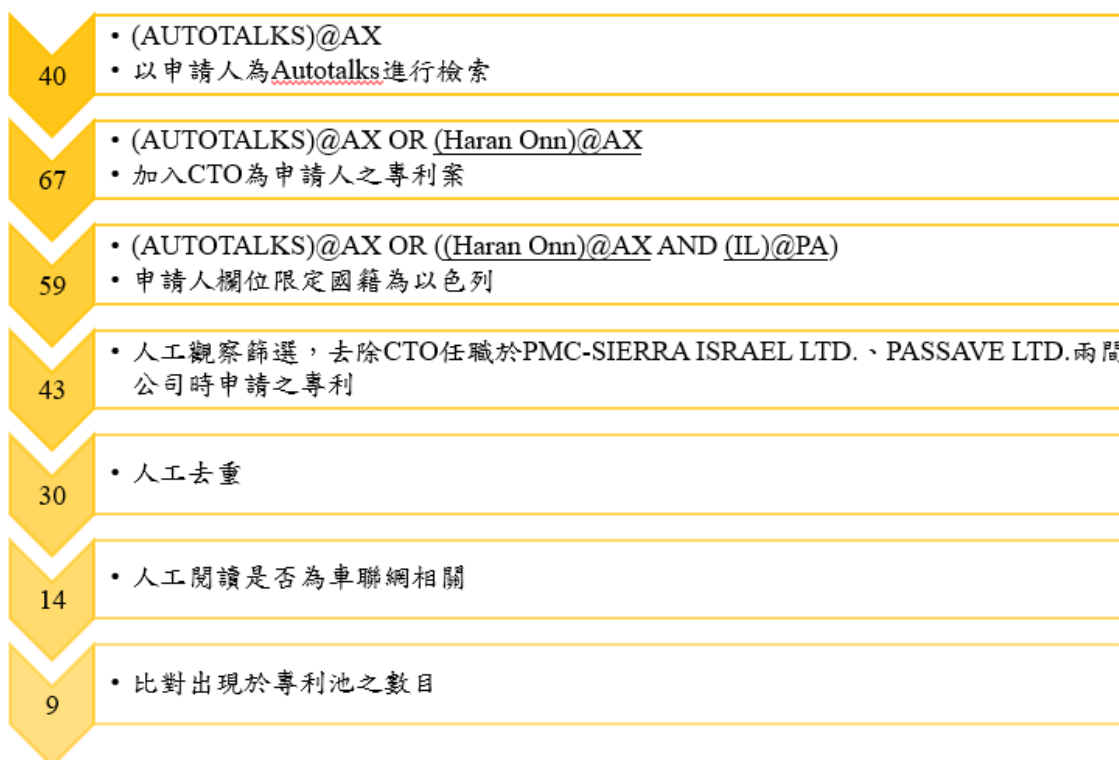 40
• (AUTOTALKS)@AX
• 以申請人為Autotalks進行檢索
67
• (AUTOTALKS)@AX OR (Haran Onn)@AX
• 加入CTO為申請人之專利案
59
• (AUTOTALKS)@AX OR ((Haran Onn)@AX AND (IL)@PA)
• 申請人欄位限定國籍為以色列
43
• 人工觀察篩選，去除CTO任職於PMC-SIERRA ISRAEL LTD.、PASSAVE LTD.兩間
公司時申請之專利
30
• 人工去重
14
• 人工閱讀是否為車聯網相關
9
• 比對出現於專利池之數目